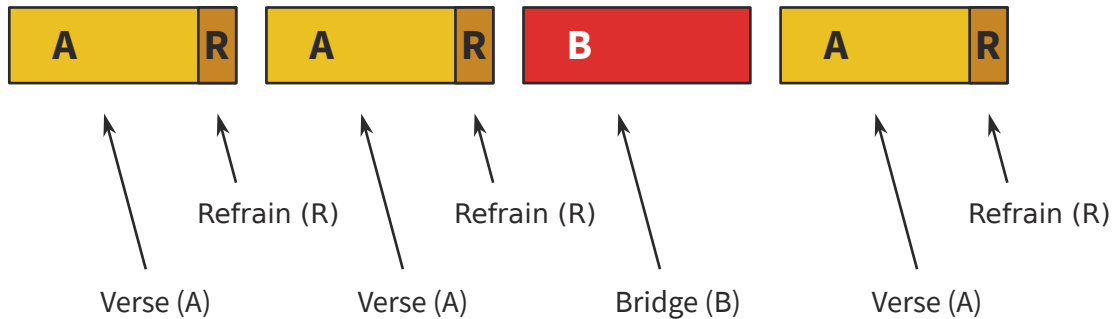 A R A R B A R
Refrain (R) Refrain (R) Refrain (R)
Verse (A) Verse (A) Bridge (B) Verse (A)